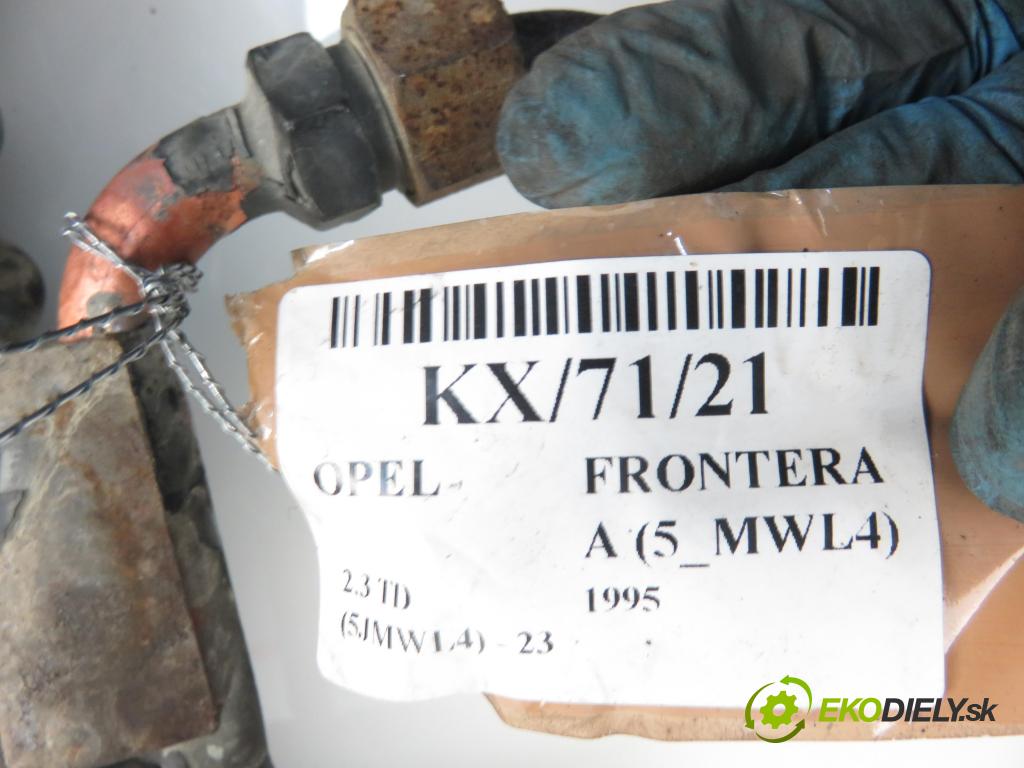 KX/71/21
OPEL - FRONTERA
A (5_MWL4)
2.3 TD 1995
(5JMWL4) - 23
EKODIELY.sk